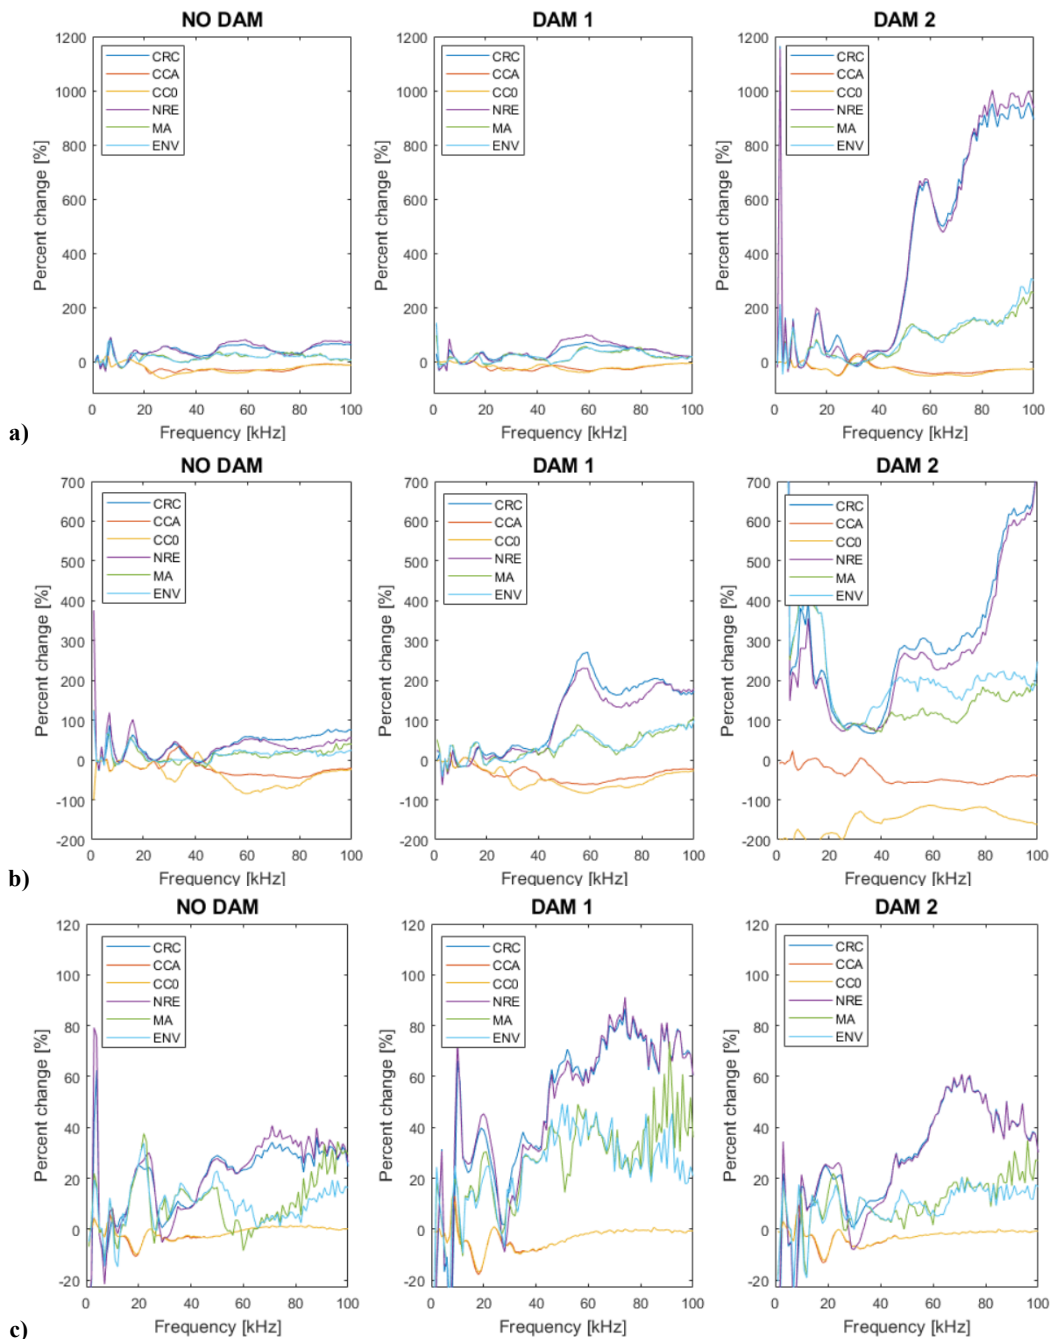 NO DAM
DAM 1
DAM 2
1200
1000
800
600
400
200
0
Percent change [%]
CRC
CCA
CC0
NRE
MA
ENV
0 20 40 60 80 100
Frequency [kHz]
1200
1000
800
600
400
200
0
Percent change [%]
CRC
CCA
CC0
NRE
MA
ENV
0 20 40 60 80 100
Frequency [kHz]
1200
1000
800
600
400
200
0
Percent change [%]
CRC
CCA
CC0
NRE
MA
ENV
0 20 40 60 80 100
Frequency [kHz]
a)
NO DAM
DAM 1
DAM 2
700
600
500
400
300
200
100
0
-100
-200
Percent change [%]
CRC
CCA
CC0
NRE
MA
ENV
0 20 40 60 80 100
Frequency [kHz]
700
600
500
400
300
200
100
0
-100
-200
Percent change [%]
CRC
CCA
CC0
NRE
MA
ENV
0 20 40 60 80 100
Frequency [kHz]
700
600
500
400
300
200
100
0
-100
-200
Percent change [%]
CRC
CCA
CC0
NRE
MA
ENV
0 20 40 60 80 100
Frequency [kHz]
b)
NO DAM
DAM 1
DAM 2
120
100
80
60
40
20
0
-20
Percent change [%]
CRC
CCA
CC0
NRE
MA
ENV
0 20 40 60 80 100
Frequency [kHz]
120
100
80
60
40
20
0
-20
Percent change [%]
CRC
CCA
CC0
NRE
MA
ENV
0 20 40 60 80 100
Frequency [kHz]
120
100
80
60
40
20
0
-20
Percent change [%]
CRC
CCA
CC0
NRE
MA
ENV
0 20 40 60 80 100
Frequency [kHz]
c)